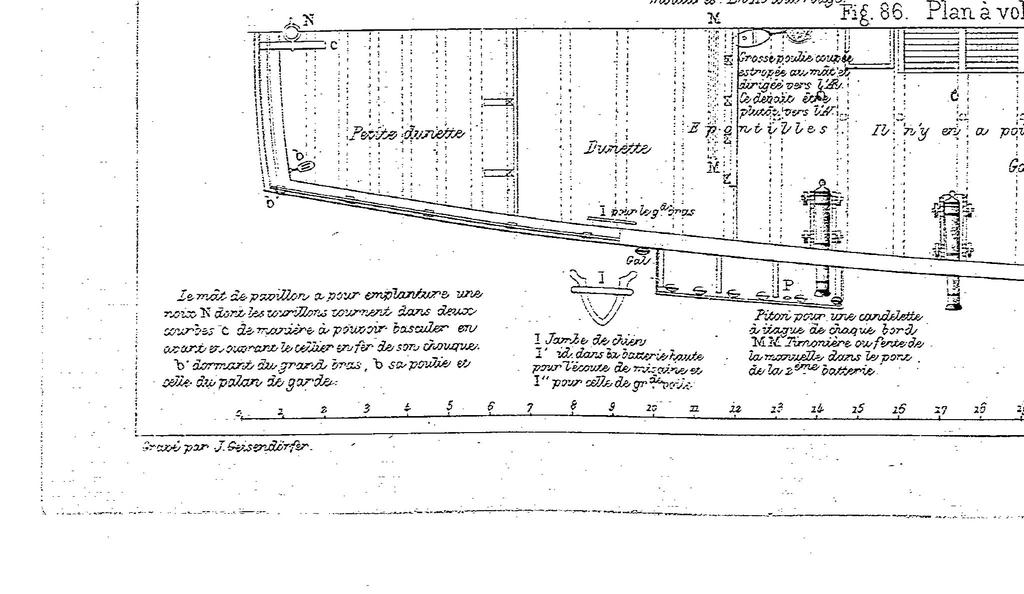 Fig. 86. Plan à vol
N
M
c
Grosse poulie coupée
estropée au mât et
dirigée vers l'AR.
Ce devait être
plutôt vers l'A
C
Petite dunette
Dunette
Epontilles
Il n'y en a pou
M
Ga
b
b'
I pour le gd bras
Gal
I
P
Le mât de pavillon a pour emplanture une
noix N dont les tourillons tournent dans deux
courbes c de manière à pouvoir basculer en
avant en ouvrant le cellier en fer de son chouque.
b' dormant du grand bras, b sa poulie et
celle du palan de garde.
I Jambe de chien
I' id. dans la batterie haute
pour l'écoute de misaine et
I'' pour celle de gr
Piton pour une candelette
à itague de chaque bord
MM. Timonière ou fente de
la manuelle dans le pont
de la 2ème batterie
1 2 3 4 5 6 7 8 9 10 11 12 13 14 15 16 17 18
Gravé par J. Geisendörfer.